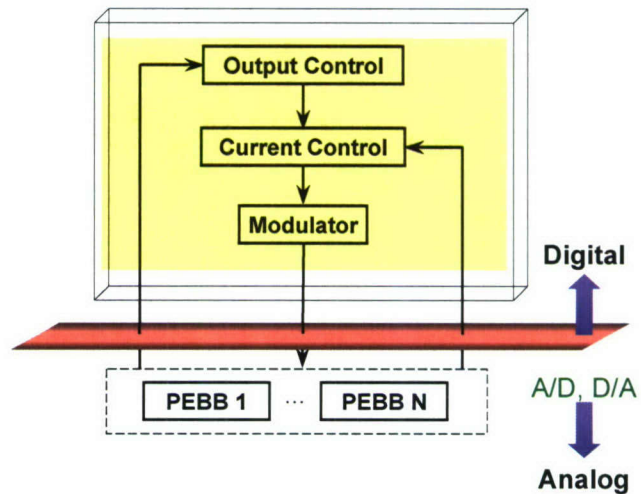 Output Control
Current Control
Modulator
Digital
A/D, D/A
PEBB 1 ... PEBB N
Analog